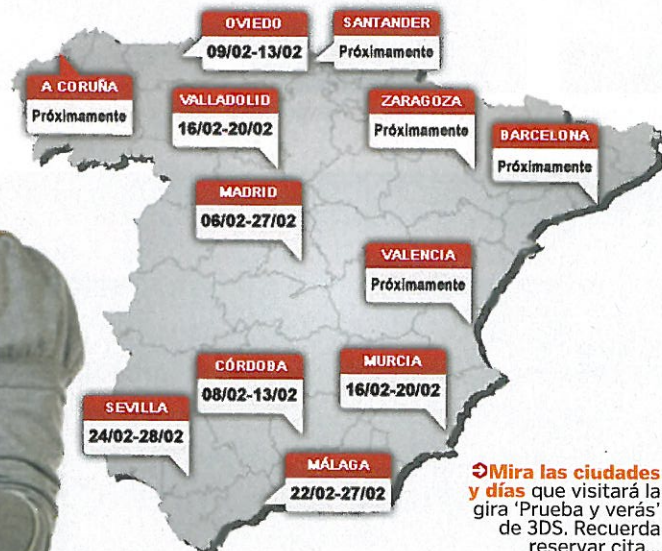 OVIEDO
09/02-13/02
SANTANDER
Próximamente
A CORUÑA
Próximamente
VALLADOLID
16/02-20/02
ZARAGOZA
Próximamente
BARCELONA
Próximamente
MADRID
06/02-27/02
VALENCIA
Próximamente
CÓRDOBA
08/02-13/02
MURCIA
16/02-20/02
SEVILLA
24/02-28/02
MÁLAGA
22/02-27/02
Mira las ciudades
y días que visitará la
gira 'Prueba y verás'
de 3DS. Recuerda
reservar cita